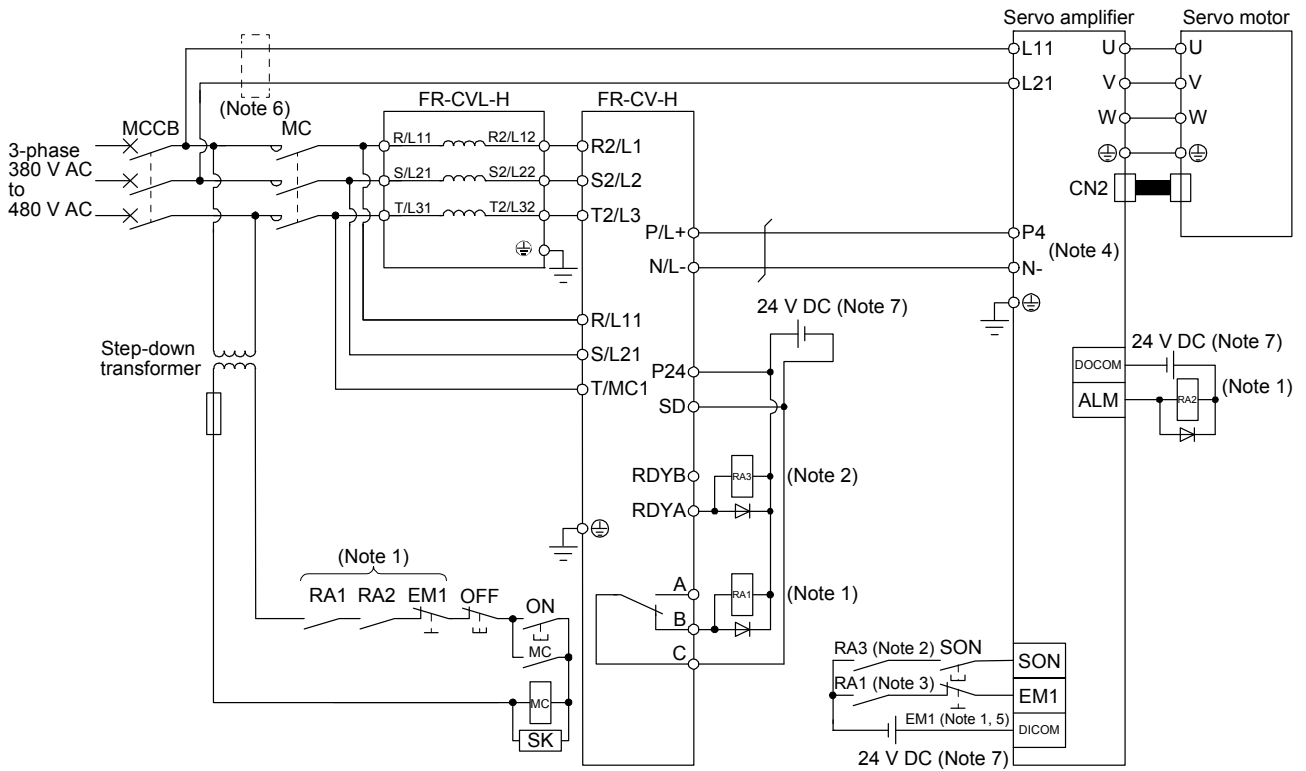 Servo amplifier
Servo motor
L11
U
U
L21
V
V
(Note 6)
FR-CVL-H
FR-CV-H
W
W
MCCB
MC
R/L11
R2/L12
R2/L1
3-phase
380 V AC
to
480 V AC
S/L21
S2/L22
S2/L2
CN2
T/L31
T2/L32
T2/L3
P/L+
P4
(Note 4)
N/L-
N-
24 V DC (Note 7)
R/L11
Step-down
transformer
S/L21
P24
24 V DC (Note 7)
DOCOM
T/MC1
SD
ALM
RA2
(Note 1)
RDYB
RA3
(Note 2)
RDYA
(Note 1)
RA1
RA2
EM1
OFF
ON
A
RA1
(Note 1)
B
MC
C
RA3 (Note 2)
SON
SON
RA1 (Note 3)
EM1
MC
EM1 (Note 1, 5)
DICOM
SK
24 V DC (Note 7)